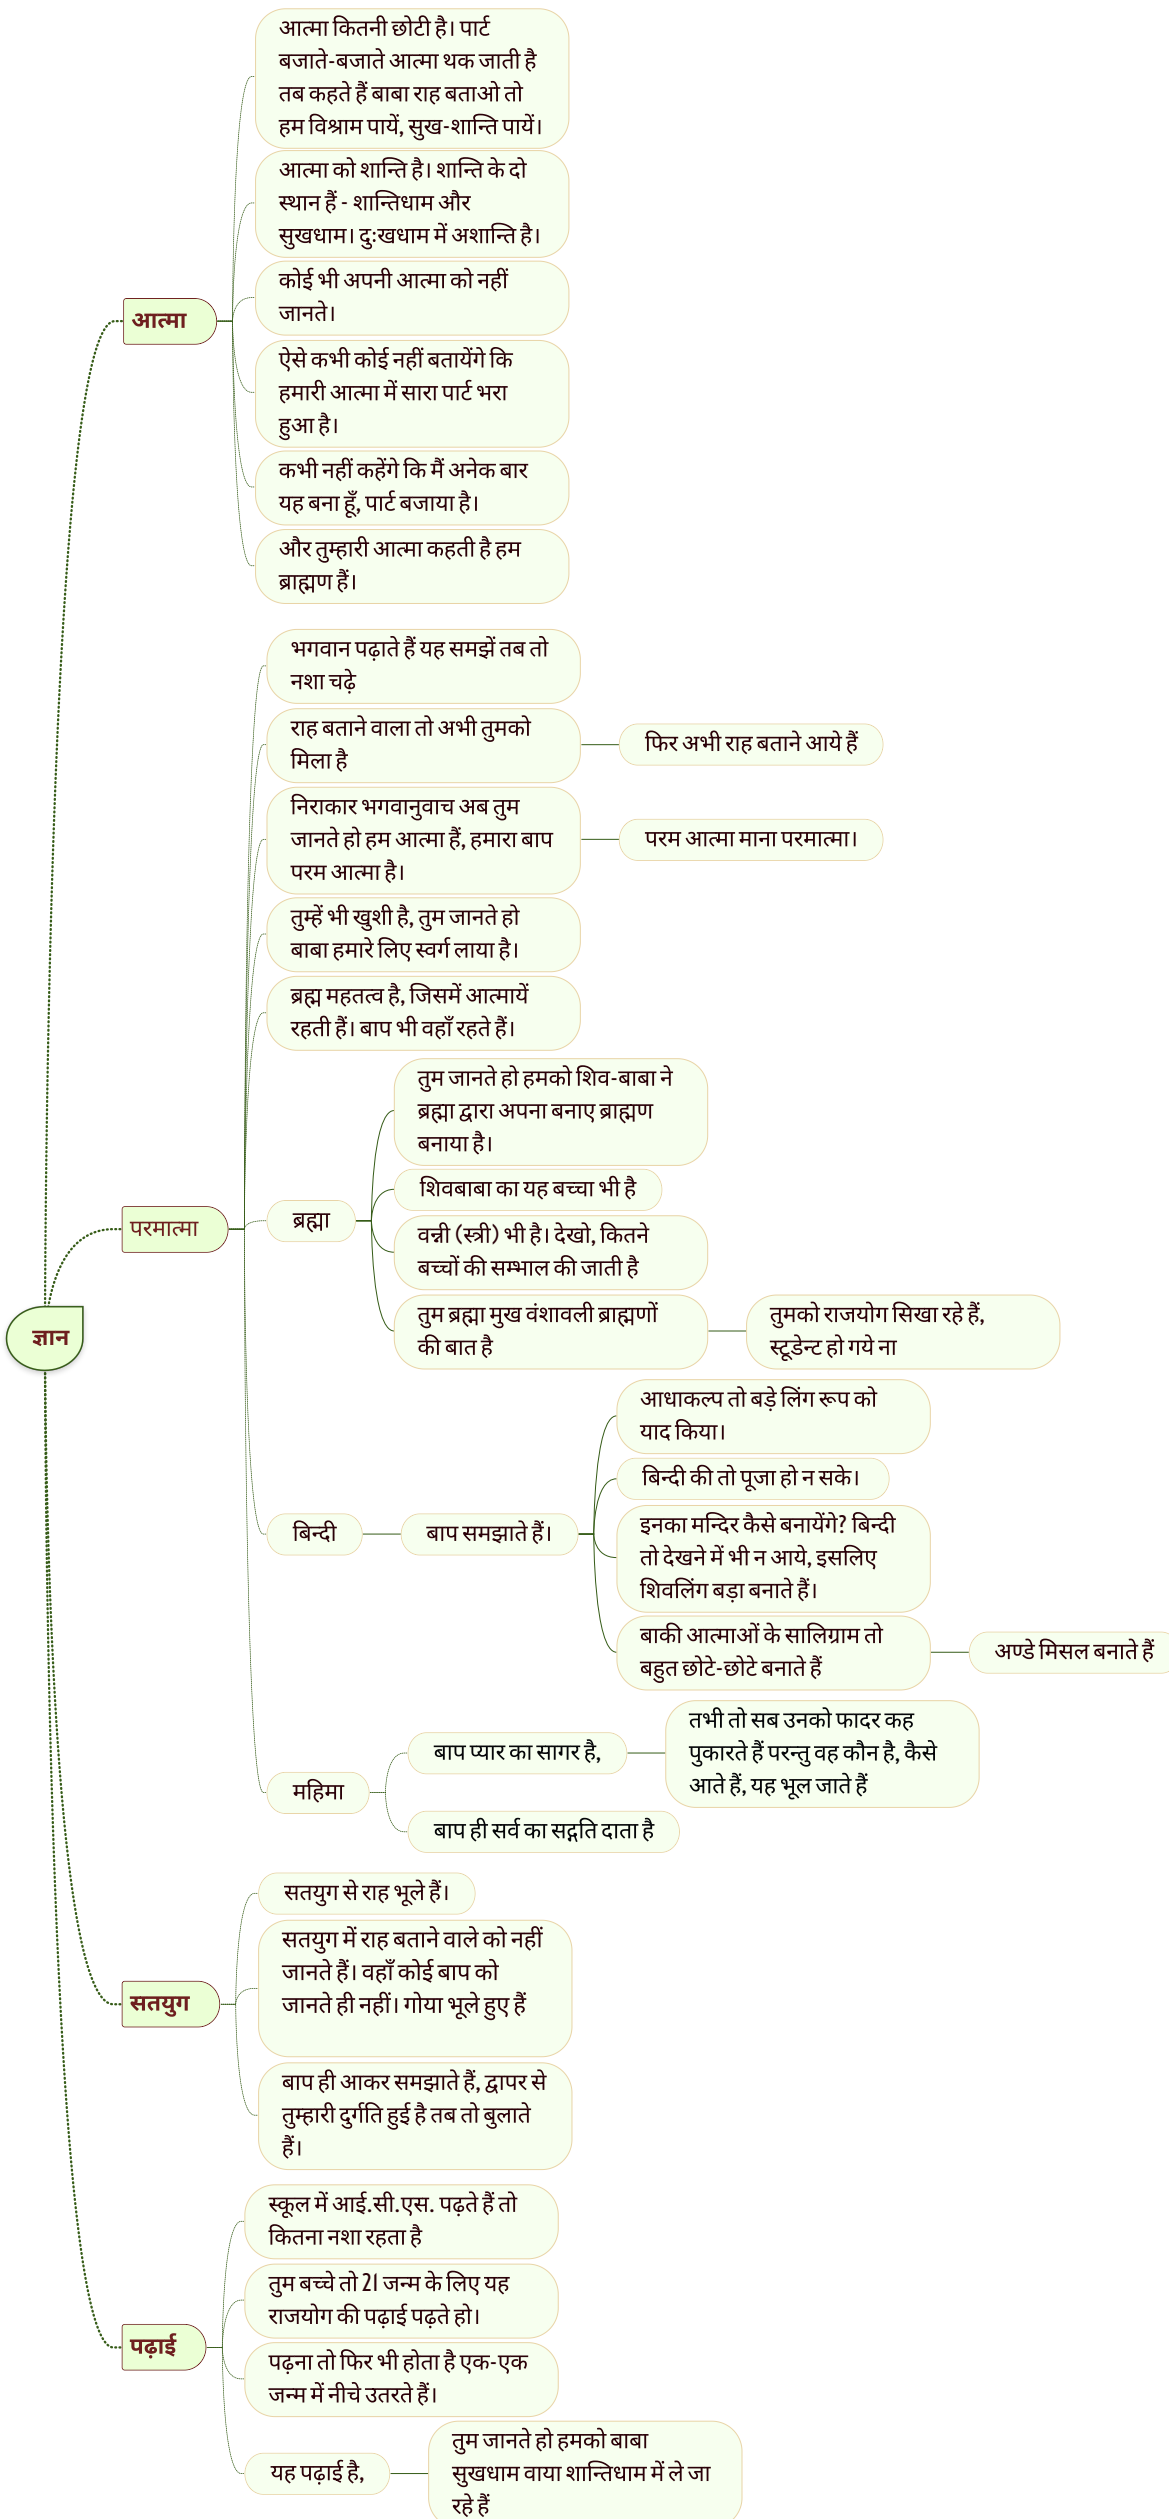 आत्मा कितनी छोटी है। पार्ट
बजाते-बजाते आत्मा थक जाती है
तब कहते हैं बाबा राह बताओ तो
हम विश्राम पायें, सुख-शान्ति पायें।
आत्मा को शान्ति है। शान्ति के दो
स्थान हैं - शान्तिधाम और
सुखधाम। दुःखधाम में अशान्ति है।
कोई भी अपनी आत्मा को नहीं
जानते।
आत्मा
ऐसे कभी कोई नहीं बतायेंगे कि
हमारी आत्मा में सारा पार्ट भरा
हुआ है।
कभी नहीं कहेंगे कि मैं अनेक बार
यह बना हूँ, पार्ट बजाया है।
और तुम्हारी आत्मा कहती है हम
ब्राह्मण हैं।
भगवान पढ़ाते हैं यह समझें तब तो
नशा चढ़े
राह बताने वाला तो अभी तुमको
मिला है
फिर अभी राह बताने आये हैं
निराकार भगवानुवाच अब तुम
जानते हो हम आत्मा हैं, हमारा बाप
परम आत्मा है।
परम आत्मा माना परमात्मा।
तुम्हें भी खुशी है, तुम जानते हो
बाबा हमारे लिए स्वर्ग लाया है।
ब्रह्म महतत्व है, जिसमें आत्मायें
रहती हैं। बाप भी वहाँ रहते हैं।
परमात्मा
ब्रह्मा
तुम जानते हो हमको शिव-बाबा ने
ब्रह्मा द्वारा अपना बनाए ब्राह्मण
बनाया है।
शिवबाबा का यह बच्चा भी है
वन्नी (स्त्री) भी है। देखो, कितने
बच्चों की सम्भाल की जाती है
तुम ब्रह्मा मुख वंशावली ब्राह्मणों
की बात है
तुमको राजयोग सिखा रहे हैं,
स्टूडेन्ट हो गये ना
ज्ञान
बिन्दी
बाप समझाते हैं।
आधाकल्प तो बड़े लिंग रूप को
याद किया।
बिन्दी की तो पूजा हो न सके।
इनका मन्दिर कैसे बनायेंगे? बिन्दी
तो देखने में भी न आये, इसलिए
शिवलिंग बड़ा बनाते हैं।
बाकी आत्माओं के सालिग्राम तो
बहुत छोटे-छोटे बनाते हैं
अण्डे मिसल बनाते हैं
महिमा
बाप प्यार का सागर है,
तभी तो सब उनको फादर कह
पुकारते हैं परन्तु वह कौन है, कैसे
आते हैं, यह भूल जाते हैं
बाप ही सर्व का सद्गति दाता है
सतयुग से राह भूले हैं।
सतयुग में राह बताने वाले को नहीं
जानते हैं। वहाँ कोई बाप को
जानते ही नहीं। गोया भूले हुए हैं
सतयुग
बाप ही आकर समझाते हैं, द्वापर से
तुम्हारी दुर्गति हुई है तब तो बुलाते
हैं।
स्कूल में आई.सी.एस. पढ़ते हैं तो
कितना नशा रहता है
तुम बच्चे तो 21 जन्म के लिए यह
राजयोग की पढ़ाई पढ़ते हो।
पढ़ाई
पढ़ना तो फिर भी होता है एक-एक
जन्म में नीचे उतरते हैं।
यह पढ़ाई है,
तुम जानते हो हमको बाबा
सुखधाम वाया शान्तिधाम में ले जा
रहे हैं